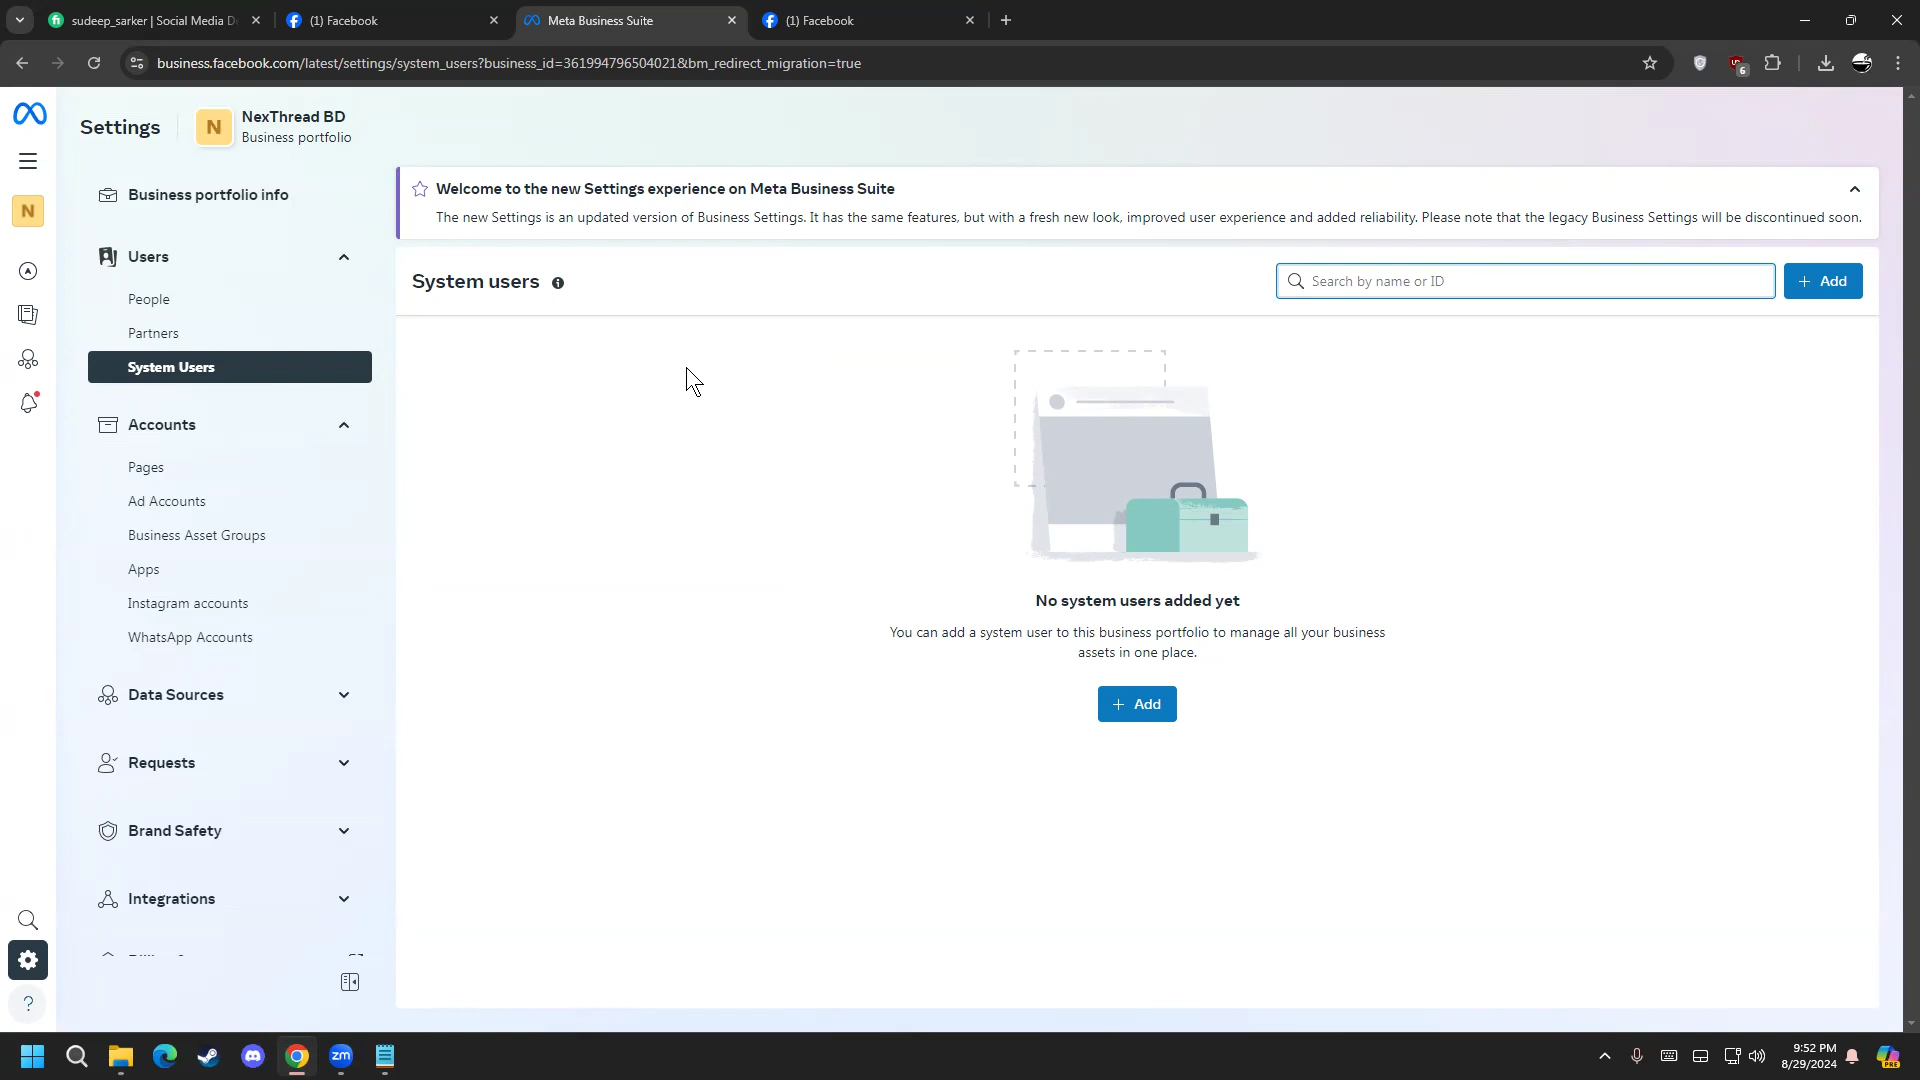 sudeep_sarker | Social Media D
(1) Facebook
Meta Business Suite
(1) Facebook
business.facebook.com/latest/settings/system_users?business_id=361994796504021&bm_redirect_migration=true
6
Settings
N
NexThread BD
Business portfolio
N
Business portfolio info
Users
People
Partners
System Users
Accounts
Pages
Ad Accounts
Business Asset Groups
Apps
Instagram accounts
WhatsApp Accounts
Data Sources
Requests
Brand Safety
Integrations
Welcome to the new Settings experience on Meta Business Suite
The new Settings is an updated version of Business Settings. It has the same features, but with a fresh new look, improved user experience and added reliability. Please note that the legacy Business Settings will be discontinued soon.
System users
Search by name or ID
+ Add
No system users added yet
You can add a system user to this business portfolio to manage all your business
assets in one place.
+ Add
?
zm
9:52 PM
8/29/2024
PRE